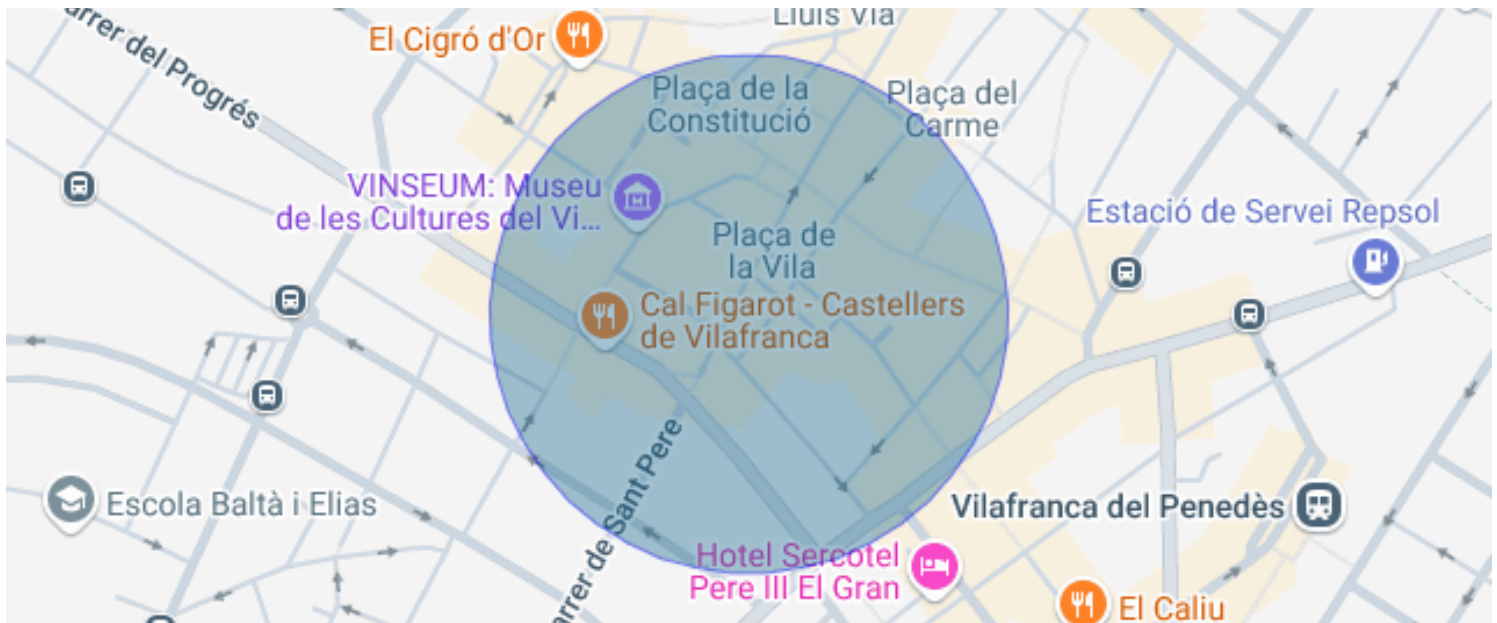 Lluís Via
El Cigró d'Or
arrer del Progrés
Plaça de la
Constitució
Plaça del
Carme
VINSEUM: Museu
de les Cultures del Vi...
Plaça de
la Vila
Estació de Servei Repsol
Cal Figarot - Castellers
de Vilafranca
Escola Baltà i Elias
arrer de Sant Pere
Vilafranca del Penedès
Hotel Sercotel
Pere III El Gran
El Caliu